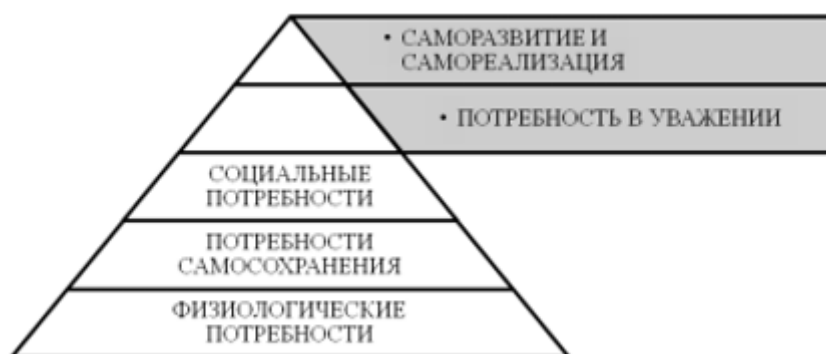 • САМОРАЗВИТИЕ И
САМОРЕАЛИЗАЦИЯ
• ПОТРЕБНОСТЬ В УВАЖЕНИИ
СОЦИАЛЬНЫЕ
ПОТРЕБНОСТИ
ПОТРЕБНОСТИ
САМОСОХРАНЕНИЯ
ФИЗИОЛОГИЧЕСКИЕ
ПОТРЕБНОСТИ